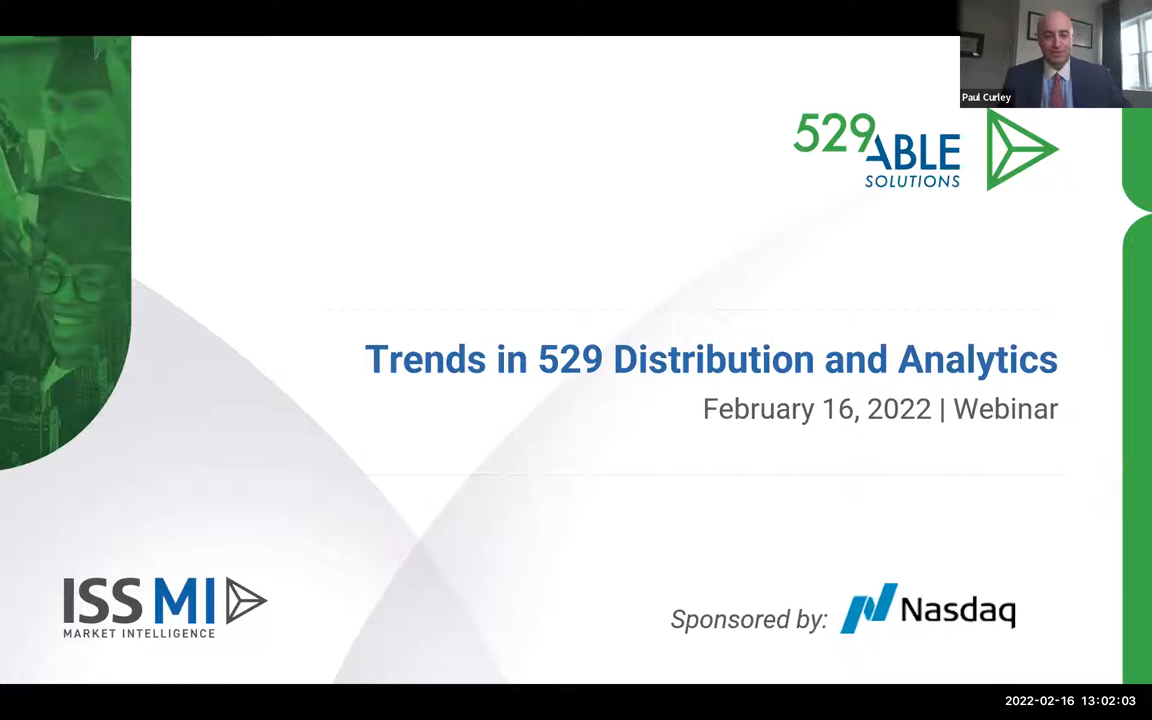 Paul Curley
529
ABLE
SOLUTIONS
Trends in 529 Distribution and Analytics
February 16, 2022 | Webinar
ISS MI
MARKET INTELLIGENCE
Sponsored by: Nasdaq
2022-02-16 13:02:03